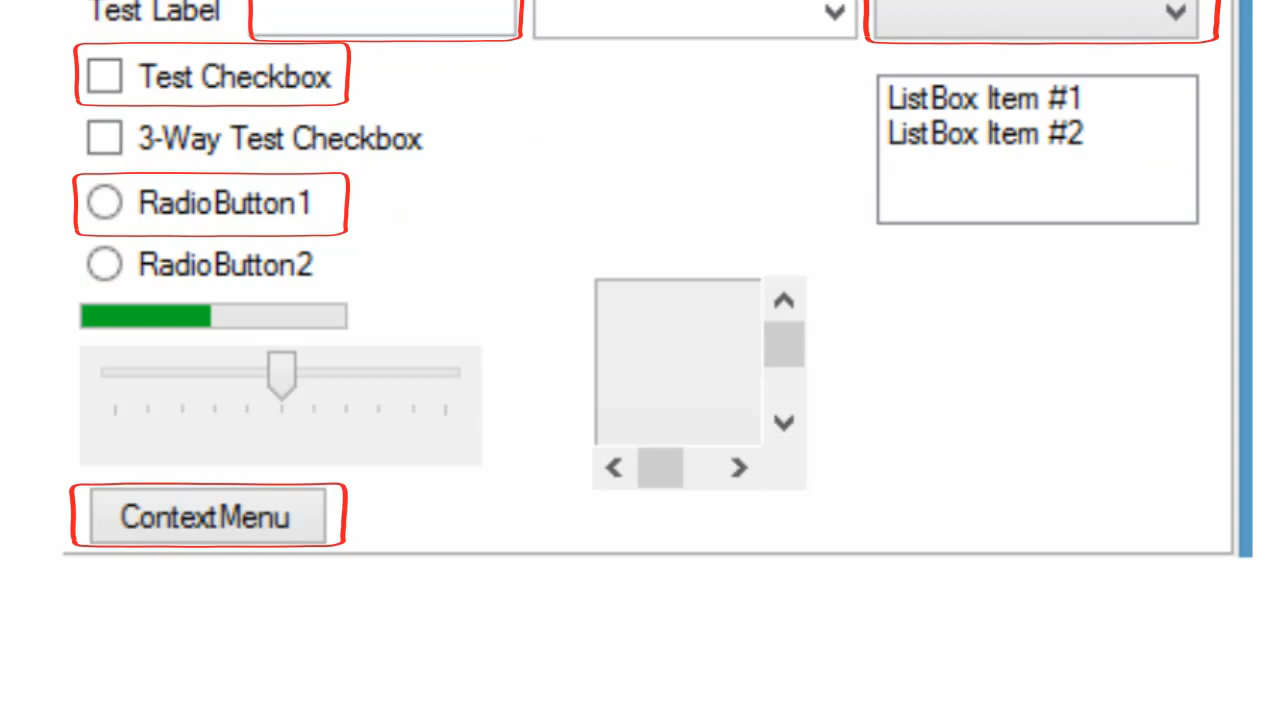 Test Label
Test Checkbox
ListBox Item #1
ListBox Item #2
3-Way Test Checkbox
RadioButton1
RadioButton2
ContextMenu